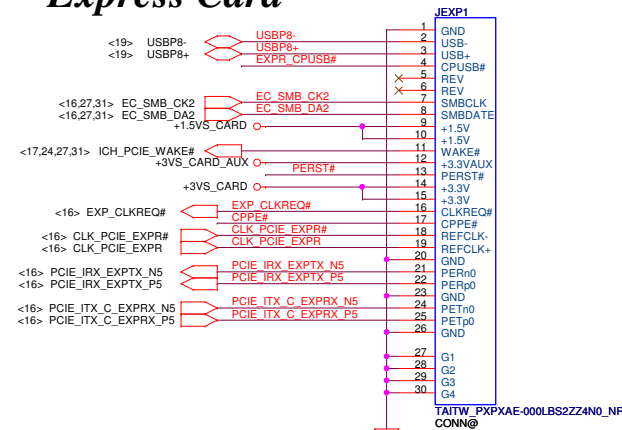 Express Card
JEXP1
1 GND
<19> USBP8- USBP8- 2 USB-
<19> USBP8+ USBP8+ 3 USB+
EXPR_CPUSB# 4 CPUSB#
5 REV
6 REV
<16,27,31> EC_SMB_CK2 EC_SMB_CK2 7 SMBCLK
<16,27,31> EC_SMB_DA2 EC_SMB_DA2 8 SMBDATE
+1.5VS_CARD 9 +1.5V
10 +1.5V
<17,24,27,31> ICH_PCIE_WAKE# 11 WAKE#
+3VS_CARD_AUX 12 +3.3VAUX
PERST# 13 PERST#
+3VS_CARD 14 +3.3V
15 +3.3V
<16> EXP_CLKREQ# EXP_CLKREQ# 16 CLKREQ#
CPPE# 17 CPPE#
<16> CLK_PCIE_EXPR# CLK_PCIE_EXPR# 18 REFCLK-
<16> CLK_PCIE_EXPR CLK_PCIE_EXPR 19 REFCLK+
20 GND
<16> PCIE_IRX_EXPTX_N5 PCIE_IRX_EXPTX_N5 21 PERn0
<16> PCIE_IRX_EXPTX_P5 PCIE_IRX_EXPTX_P5 22 PERp0
23 GND
<16> PCIE_ITX_C_EXPRX_N5 PCIE_ITX_C_EXPRX_N5 24 PETn0
<16> PCIE_ITX_C_EXPRX_P5 PCIE_ITX_C_EXPRX_P5 25 PETp0
26 GND
27 G1
28 G2
29 G3
30 G4
TAITW_PXPXAE-000LBS2ZZ4N0_NR
CONN@